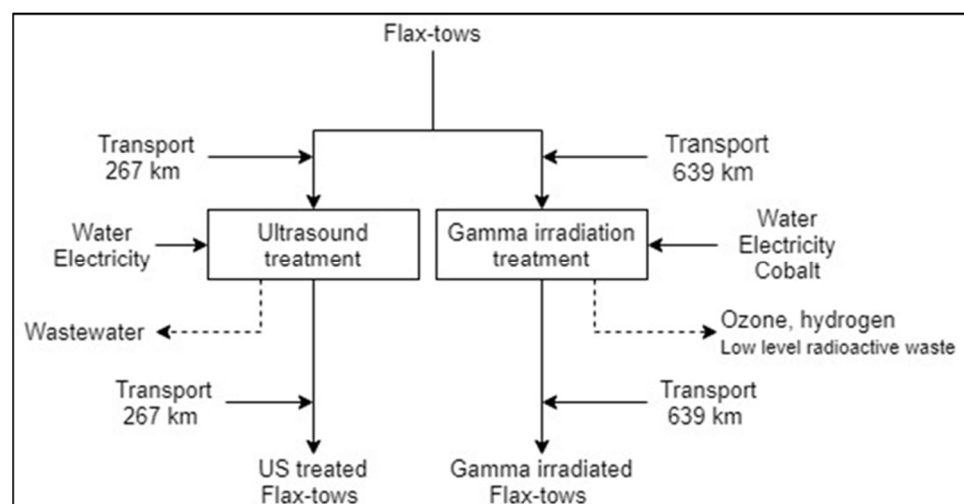 Flax-tows
Transport
267 km
Transport
639 km
Water
Electricity
Ultrasound
treatment
Gamma irradiation
treatment
Water
Electricity
Cobalt
Wastewater
Ozone, hydrogen
Low level radioactive waste
Transport
267 km
Transport
639 km
US treated
Flax-tows
Gamma irradiated
Flax-tows